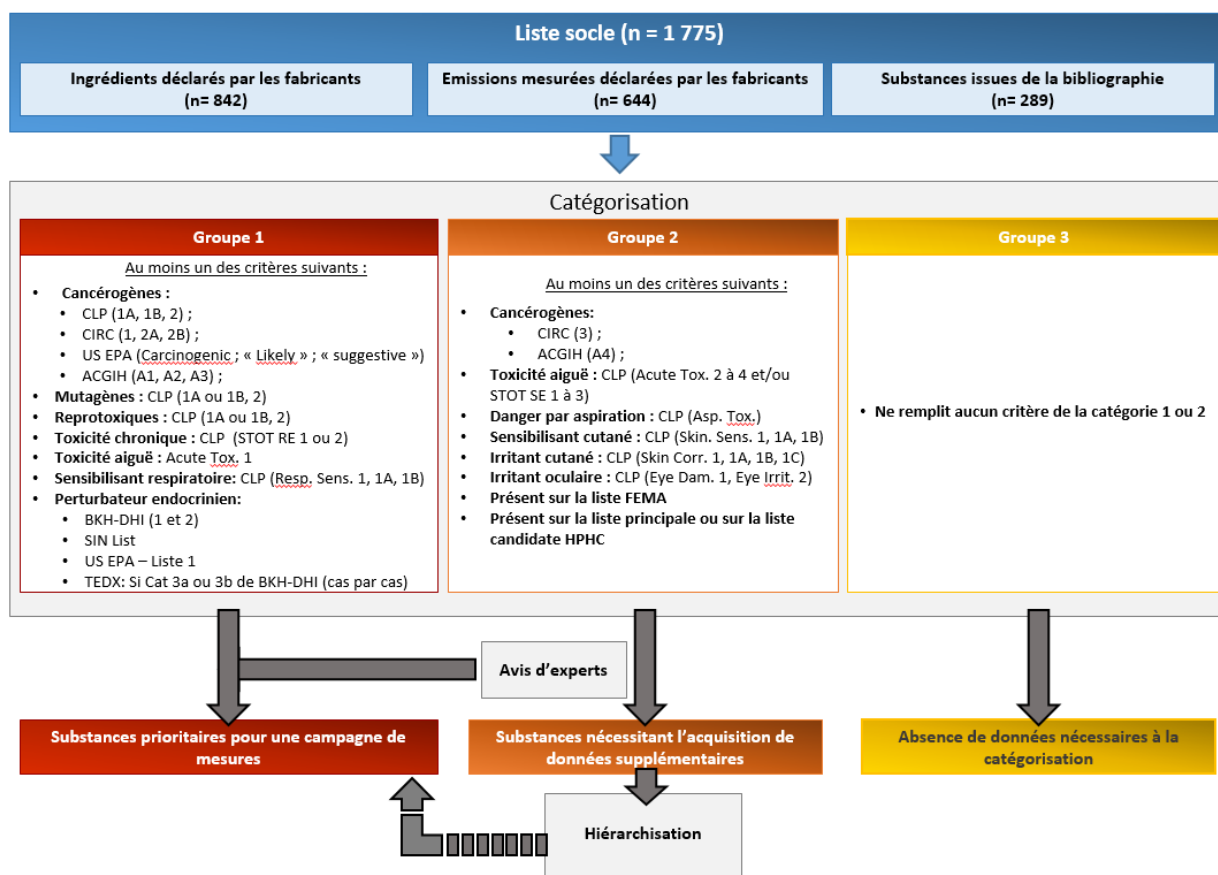 Liste socle (n = 1 775)
Ingrédients déclarés par les fabricants
(n= 842)
Emissions mesurées déclarées par les fabricants
(n= 644)
Substances issues de la bibliographie
(n= 289)
Catégorisation
Groupe 1
Au moins un des critères suivants :
• Cancérogènes :
• CLP (1A, 1B, 2) ;
• CIRC (1, 2A, 2B) ;
• US EPA (Carcinogenic ; « Likely » ; « suggestive »)
• ACGIH (A1, A2, A3) ;
• Mutagènes : CLP (1A ou 1B, 2)
• Reprotoxiques : CLP (1A ou 1B, 2)
• Toxicité chronique : CLP (STOT RE 1 ou 2)
• Toxicité aiguë : Acute Tox. 1
• Sensibilisant respiratoire: CLP (Resp. Sens. 1, 1A, 1B)
• Perturbateur endocrinien:
• BKH-DHI (1 et 2)
• SIN List
• US EPA – Liste 1
• TEDX: Si Cat 3a ou 3b de BKH-DHI (cas par cas)
Groupe 2
Au moins un des critères suivants :
• Cancérogènes:
• CIRC (3) ;
• ACGIH (A4) ;
• Toxicité aiguë : CLP (Acute Tox. 2 à 4 et/ou
STOT SE 1 à 3)
• Danger par aspiration : CLP (Asp. Tox.)
• Sensibilisant cutané : CLP (Skin. Sens. 1, 1A, 1B)
• Irritant cutané : CLP (Skin Corr. 1, 1A, 1B, 1C)
• Irritant oculaire : CLP (Eye Dam. 1, Eye Irrit. 2)
• Présent sur la liste FEMA
• Présent sur la liste principale ou sur la liste
candidate HPHC
Groupe 3
• Ne remplit aucun critère de la catégorie 1 ou 2
Avis d’experts
Substances prioritaires pour une campagne de
mesures
Substances nécessitant l’acquisition de
données supplémentaires
Absence de données nécessaires à la
catégorisation
Hiérarchisation